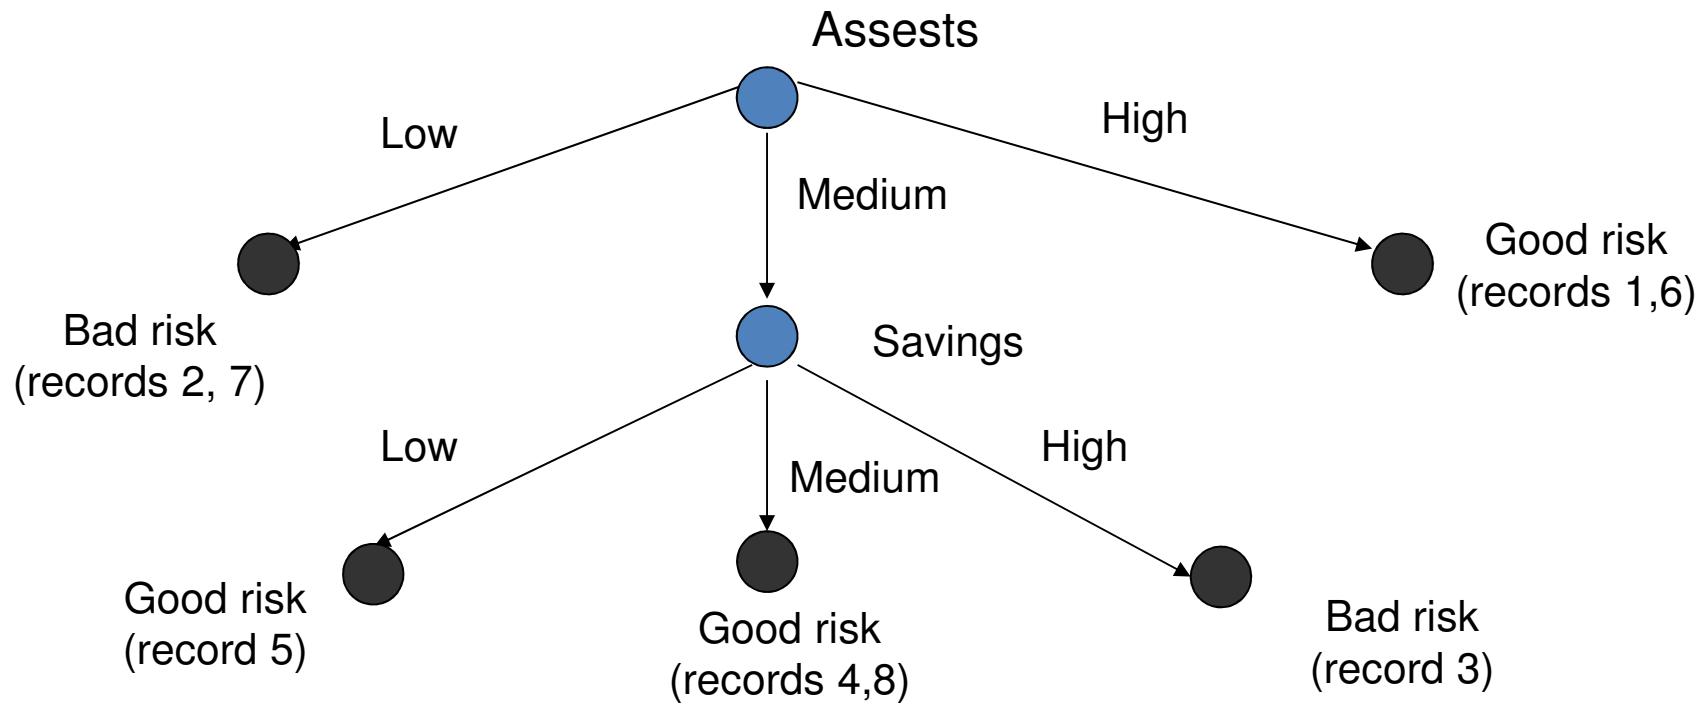 Assests
Low
High
Medium
Good risk
(records 1,6)
Bad risk
(records 2, 7)
Savings
Low
High
Medium
Good risk
(record 5)
Good risk
(records 4,8)
Bad risk
(record 3)